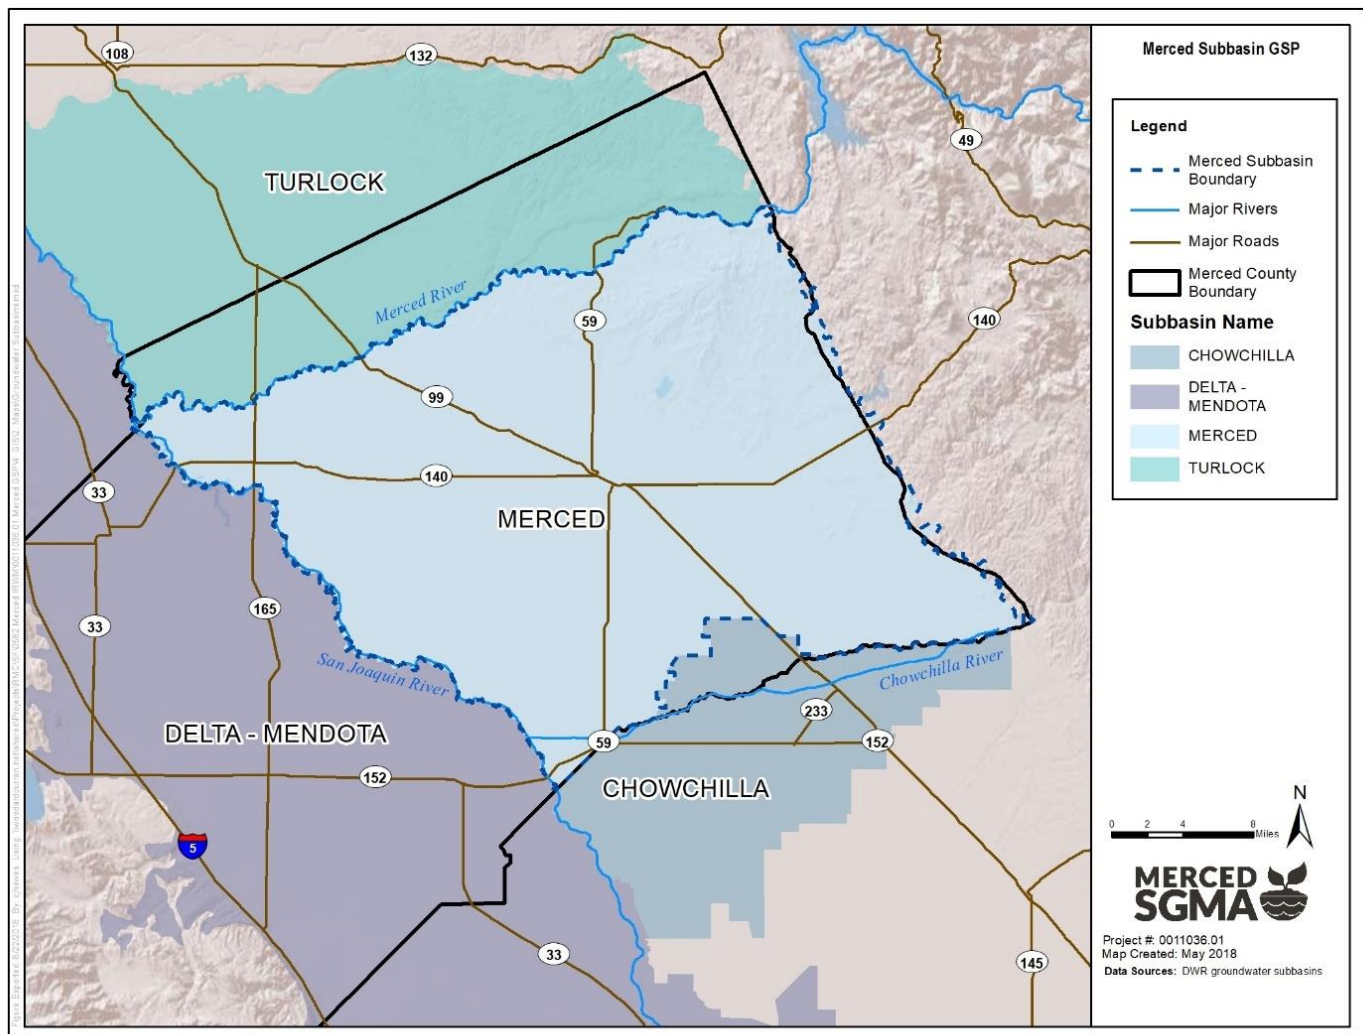 Merced Subbasin GSP
Legend
Merced Subbasin
Boundary
Major Rivers
Major Roads
Merced County
Boundary
Subbasin Name
CHOWCHILLA
DELTA -
MENDOTA
MERCED
TURLOCK
108
132
49
TURLOCK
Merced River
59
140
99
33
140
MERCED
165
33
San Joaquin River
Chowchilla River
233
DELTA - MENDOTA
59
152
152
CHOWCHILLA
5
33
145
N
0 2 4 8
Miles
MERCED
SGMA
Project #: 0011036.01
Map Created: May 2018
Data Sources: DWR groundwater subbasins